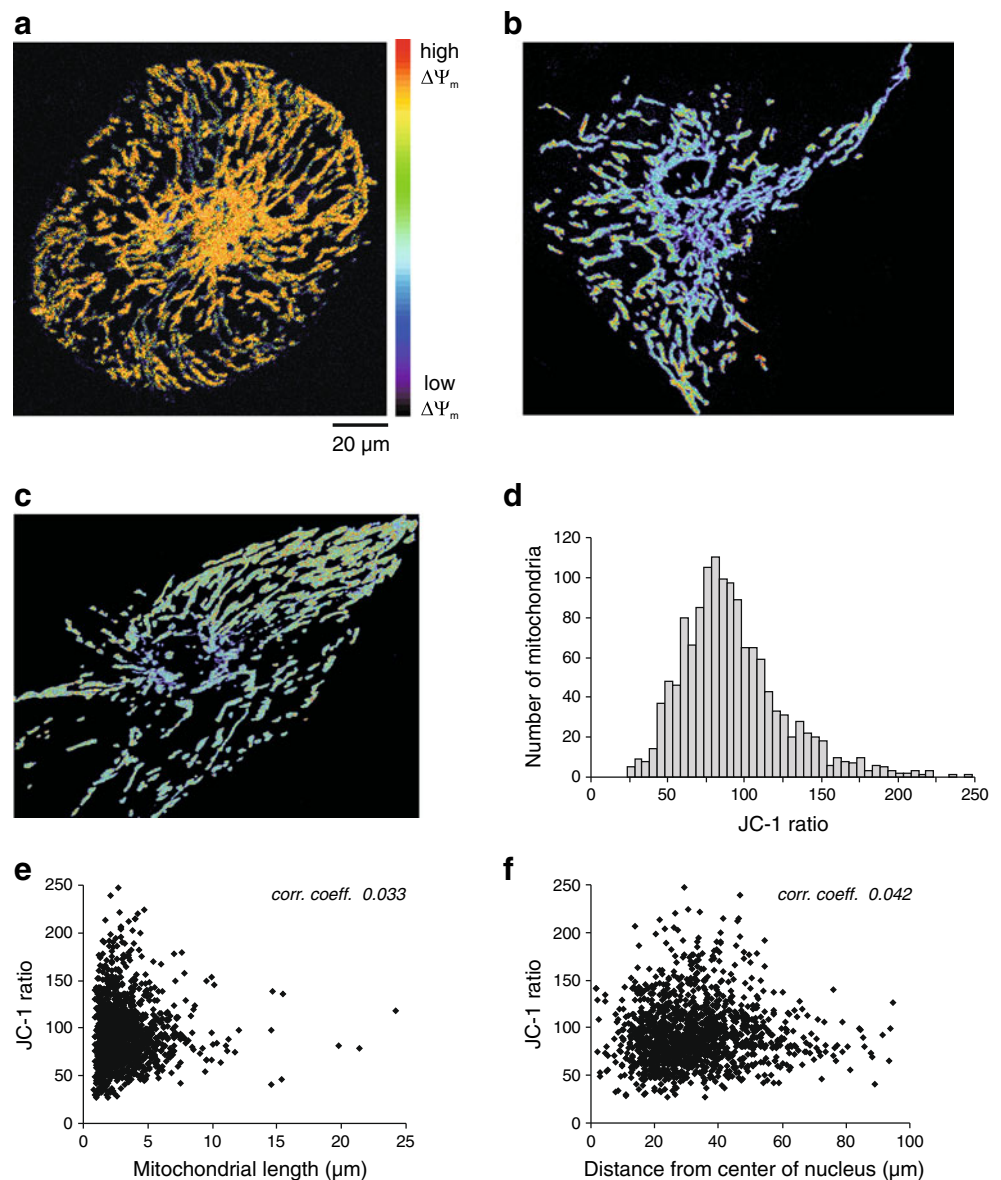 a
high
ΔΨm
low
ΔΨm
20 µm
b
c
d
120
100
80
60
40
20
0
Number of mitochondria
0
50
100
150
200
250
JC-1 ratio
e
corr. coeff. 0.033
250
200
150
100
50
0
JC-1 ratio
0
5
10
15
20
25
Mitochondrial length (µm)
f
corr. coeff. 0.042
250
200
150
100
50
0
JC-1 ratio
0
20
40
60
80
100
Distance from center of nucleus (µm)